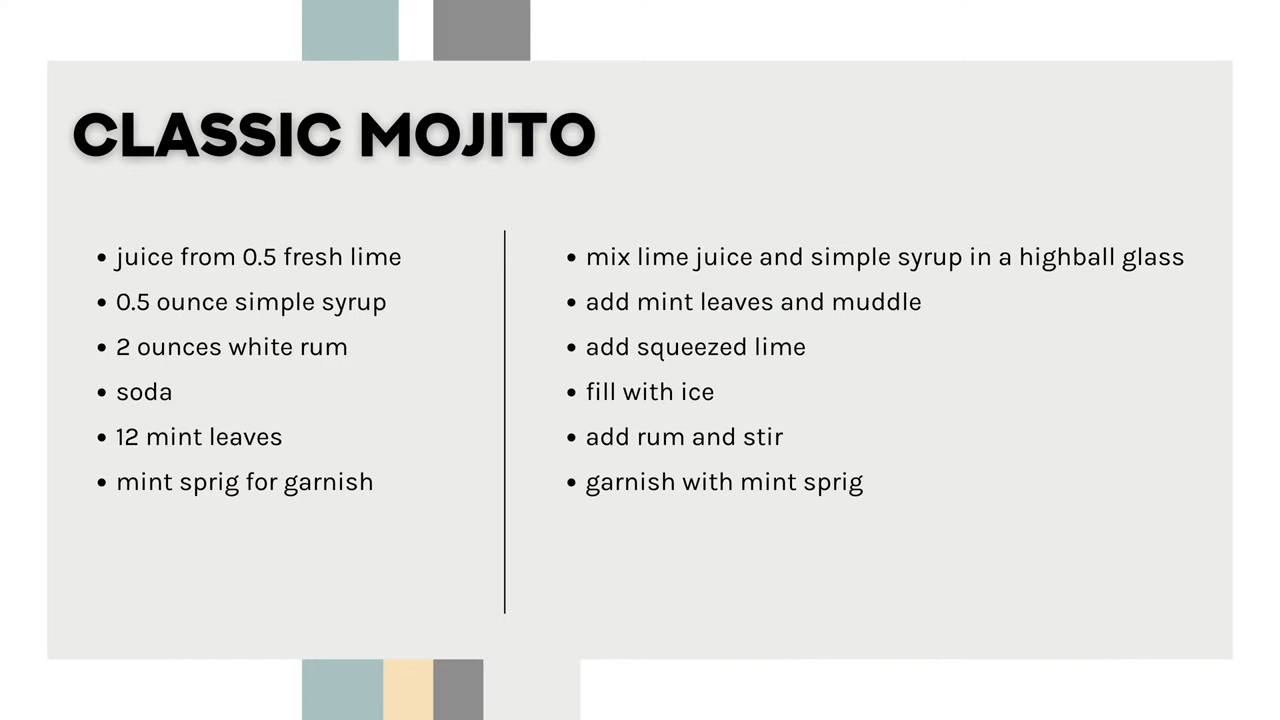 CLASSIC MOJITO
• juice from 0.5 fresh lime
• 0.5 ounce simple syrup
• 2 ounces white rum
• soda
• 12 mint leaves
• mint sprig for garnish
• mix lime juice and simple syrup in a highball glass
• add mint leaves and muddle
• add squeezed lime
• fill with ice
• add rum and stir
• garnish with mint sprig